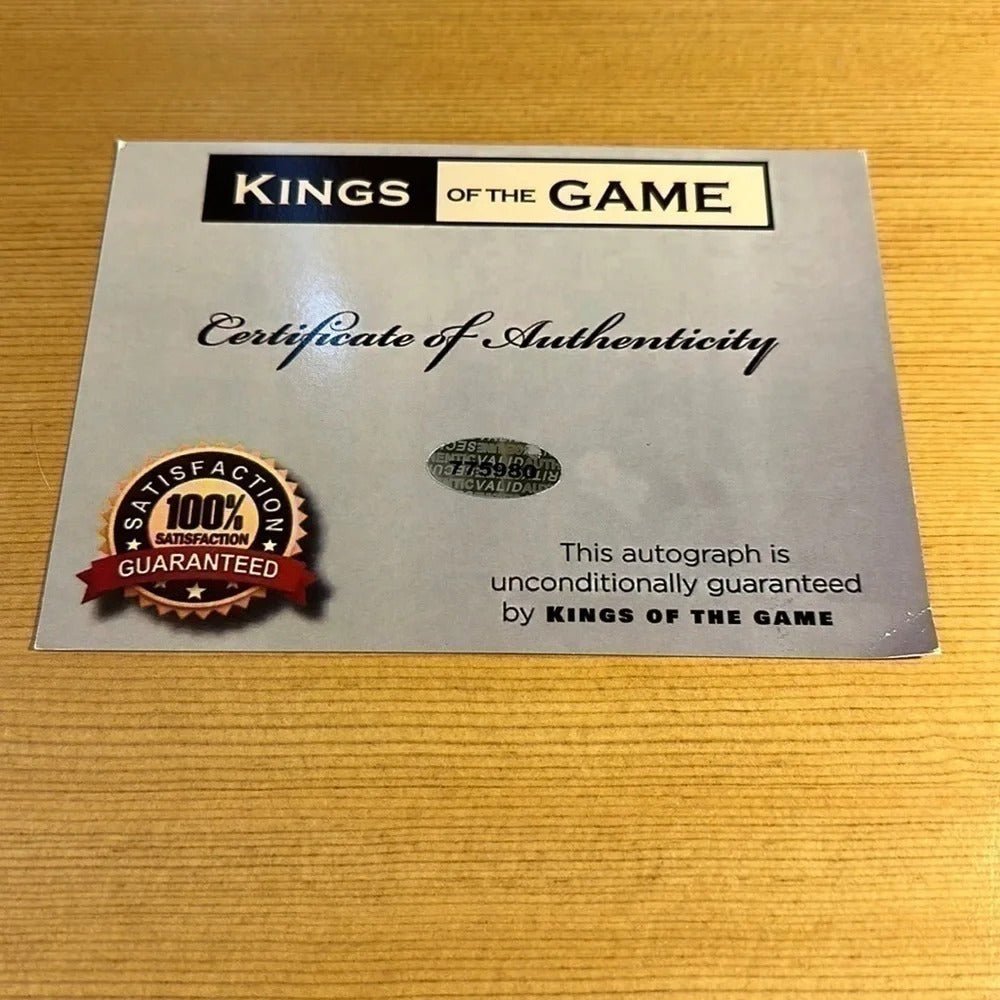 KINGS OF THE GAME
Certificate of Authenticity
775980
SATISFACTION
100%
SATISFACTION
GUARANTEED
This autograph is
unconditionally guaranteed
by KINGS OF THE GAME